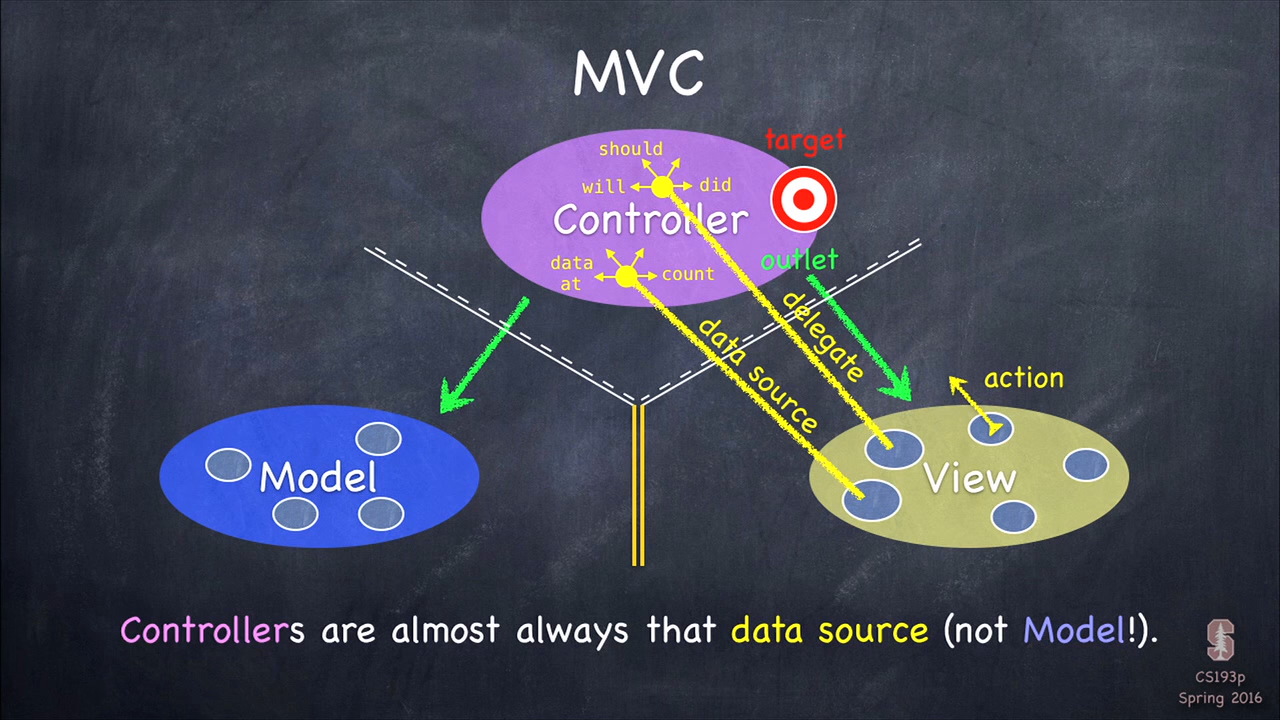 MVC
target
should
will
did
Controller
outlet
data
at
count
delegate
data source
action
Model
View
Controllers are almost always that data source (not Model!).
CS193p
Spring 2016